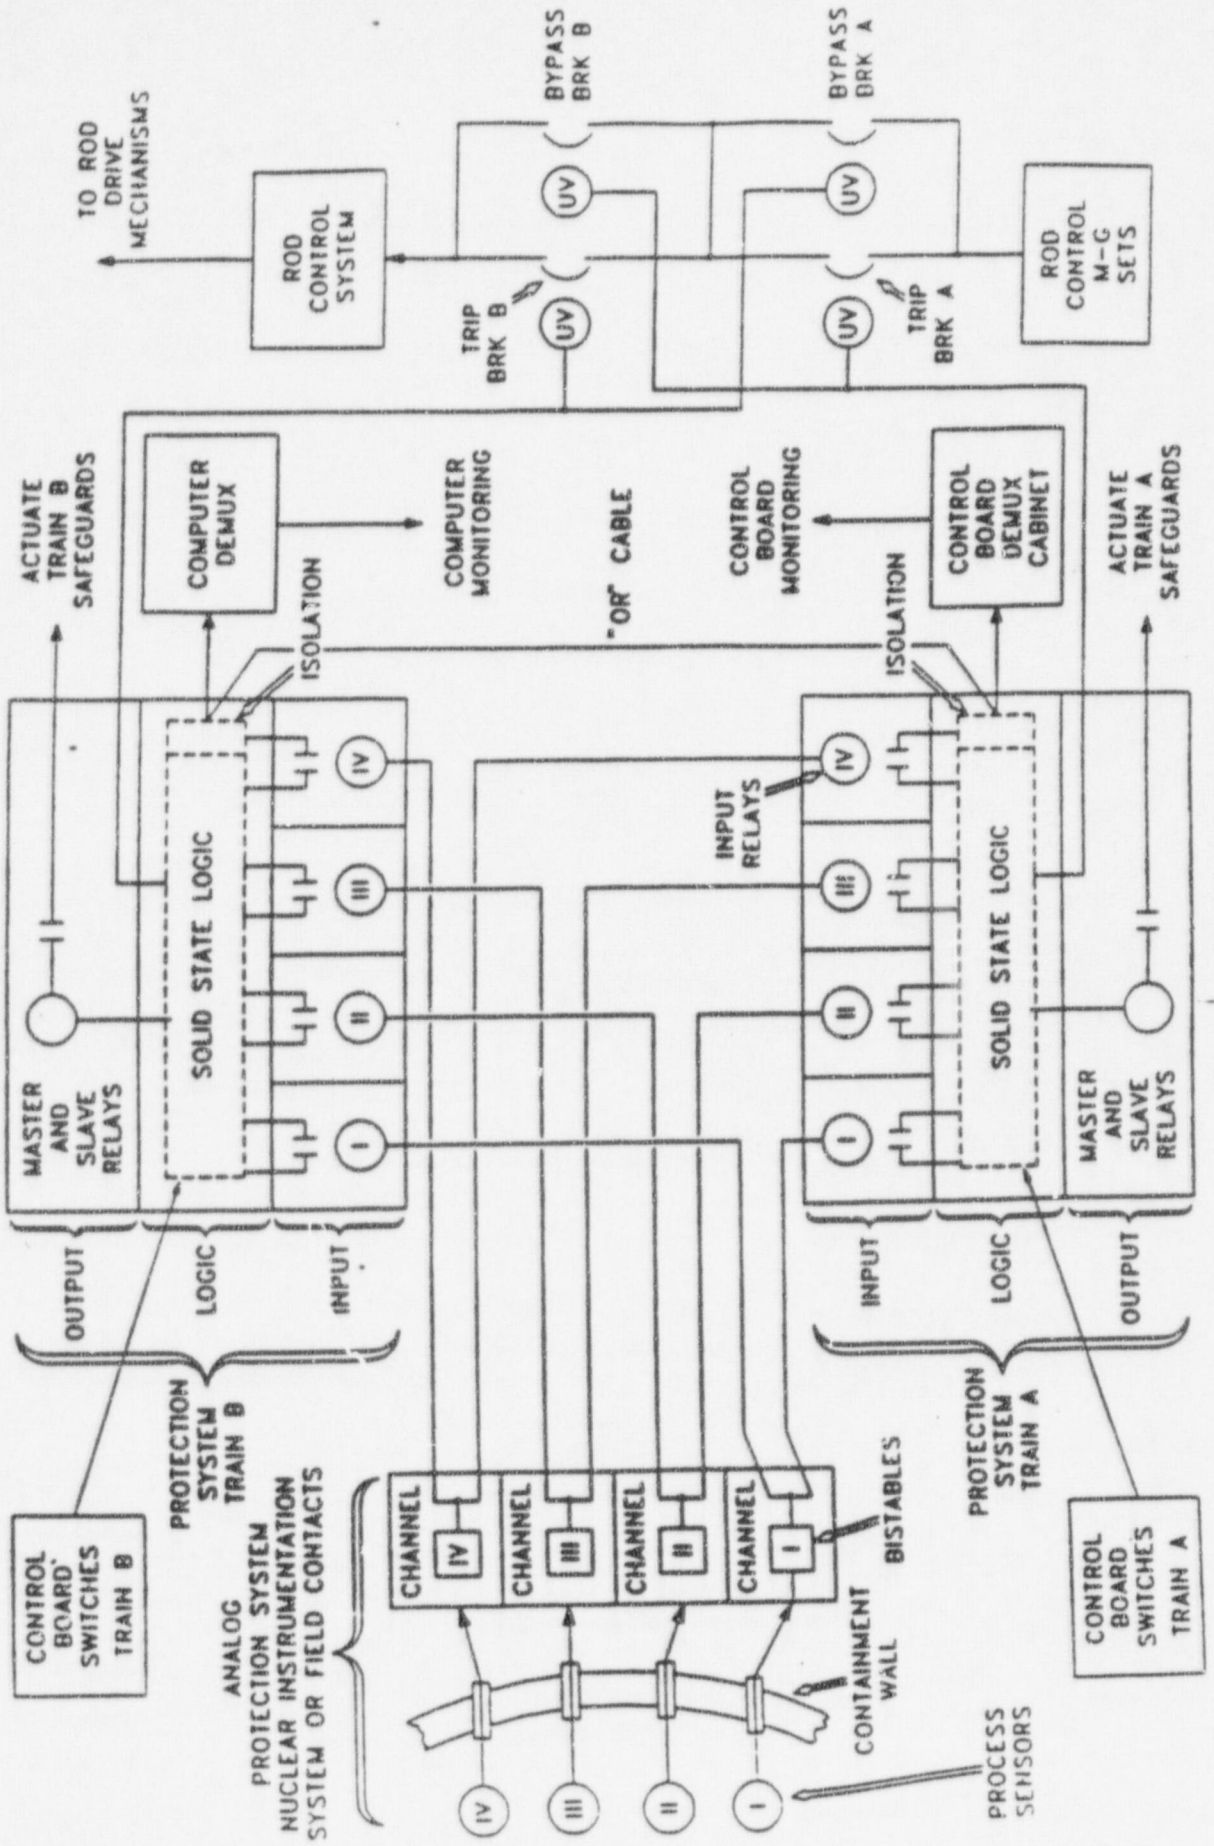 CONTROL
BOARD
SWITCHES
TRAIN B
PROTECTION
SYSTEM
TRAIN B
OUTPUT
LOGIC
INPUT
MASTER
AND
SLAVE
RELAYS
SOLID STATE LOGIC
I
II
III
IV
ACTUATE
TRAIN B
SAFEGUARDS
COMPUTER
DEMUX
ISOLATION
COMPUTER
MONITORING
TO ROD
DRIVE
MECHANISMS
ROD
CONTROL
SYSTEM
TRIP
BRK B
UV
UV
BYPASS
BRK B
ANALOG
PROTECTION SYSTEM
NUCLEAR INSTRUMENTATION
SYSTEM OR FIELD CONTACTS
IV
III
II
I
CHANNEL
IV
CHANNEL
III
CHANNEL
II
CHANNEL
I
BISTABLES
CONTAINMENT
WALL
PROCESS
SENSORS
"OR" CABLE
INPUT
RELAYS
CONTROL
BOARD
MONITORING
ISOLATION
CONTROL
BOARD
DEMUX
CABINET
UV
UV
TRIP
BRK A
BYPASS
BRK A
ROD
CONTROL
M-G
SETS
I
II
III
IV
SOLID STATE LOGIC
INPUT
LOGIC
OUTPUT
MASTER
AND
SLAVE
RELAYS
ACTUATE
TRAIN A
SAFEGUARDS
PROTECTION
SYSTEM
TRAIN A
CONTROL
BOARD
SWITCHES
TRAIN A